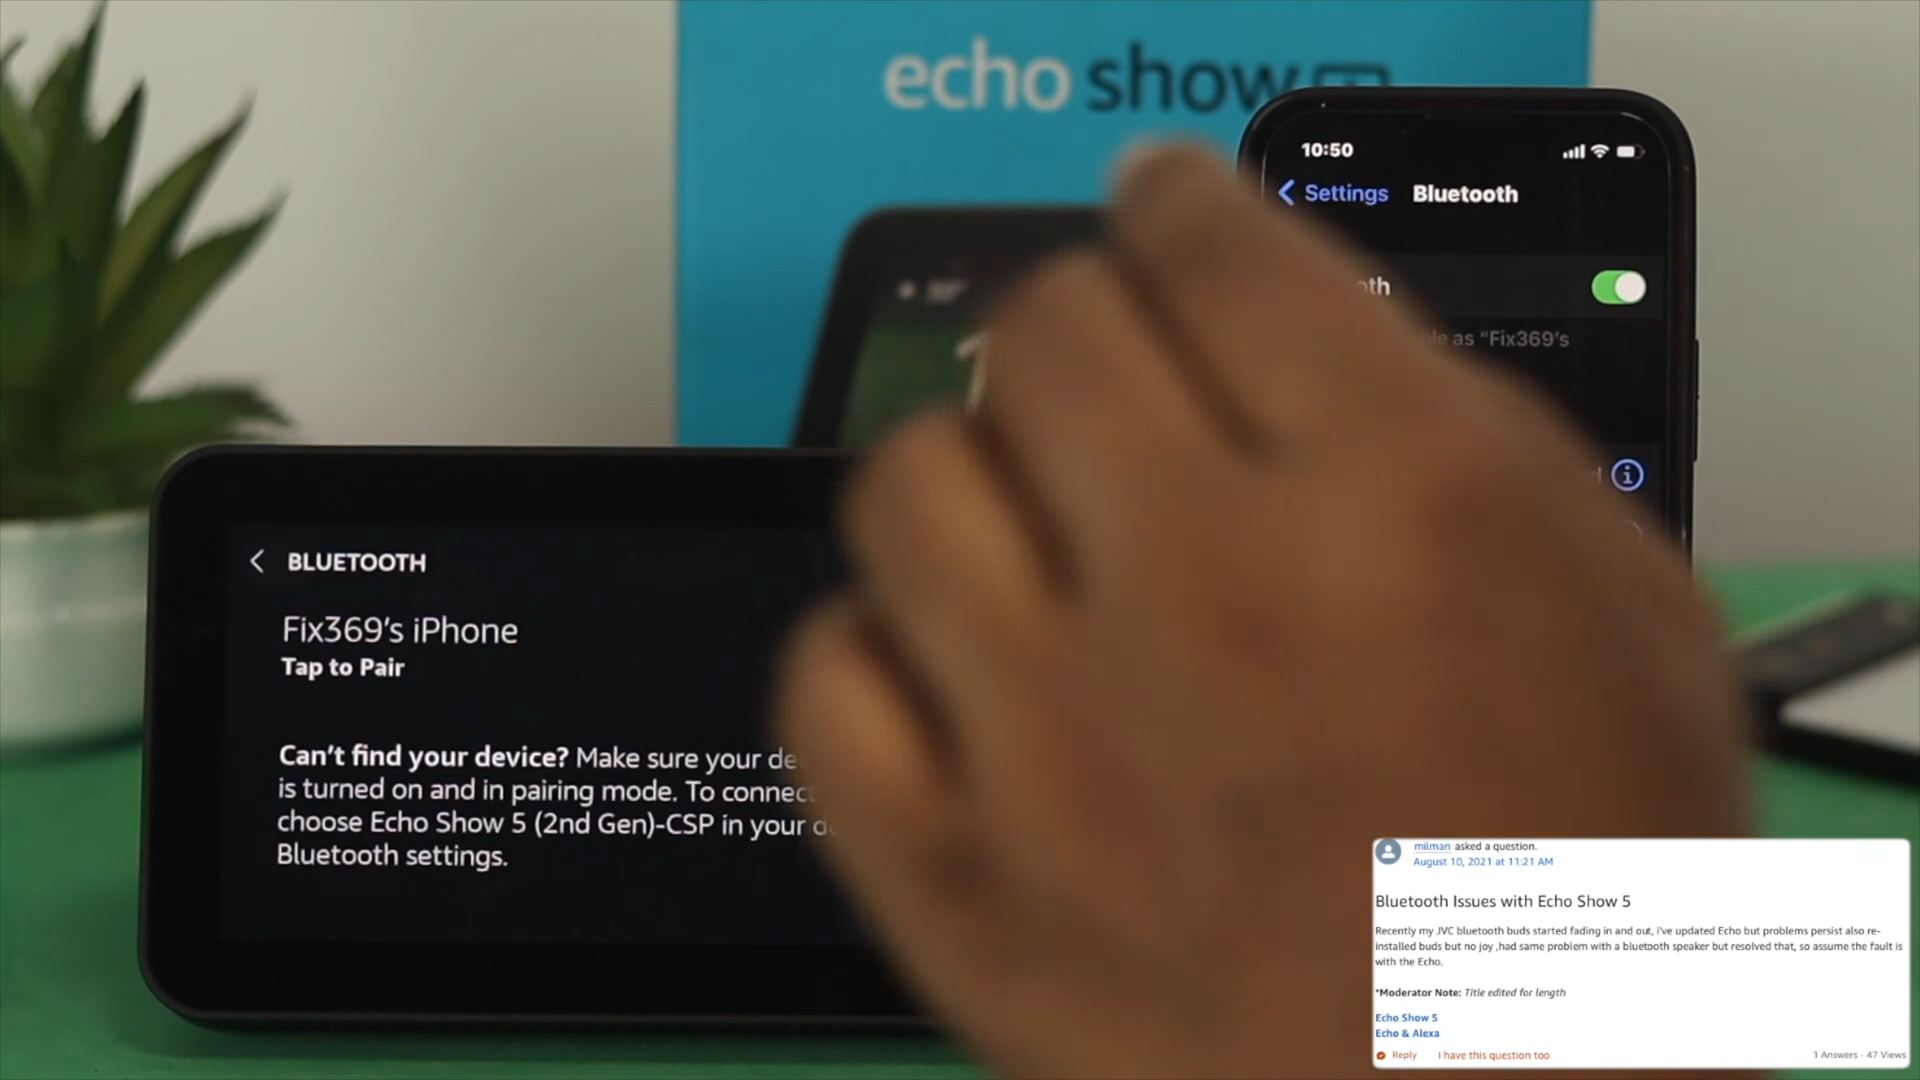 echo show
10:50
Settings Bluetooth
as "Fix369's
BLUETOOTH
Fix369's iPhone
Tap to Pair
Can't find your device? Make sure your
is turned on and in pairing mode. To connect
choose Echo Show 5 (2nd Gen)-CSP in your
Bluetooth settings.
milman asked a question.
August 10, 2021 at 11:21 AM
Bluetooth Issues with Echo Show 5
Recently my JVC bluetooth buds started fading in and out, i've updated Echo but problems persist also re-
installed buds but no joy ,had same problem with a bluetooth speaker but resolved that, so assume the fault is
with the Echo.
*Moderator Note: Title edited for length
Echo Show 5
Echo & Alexa
Reply I have this question too 1 Answers · 47 Views